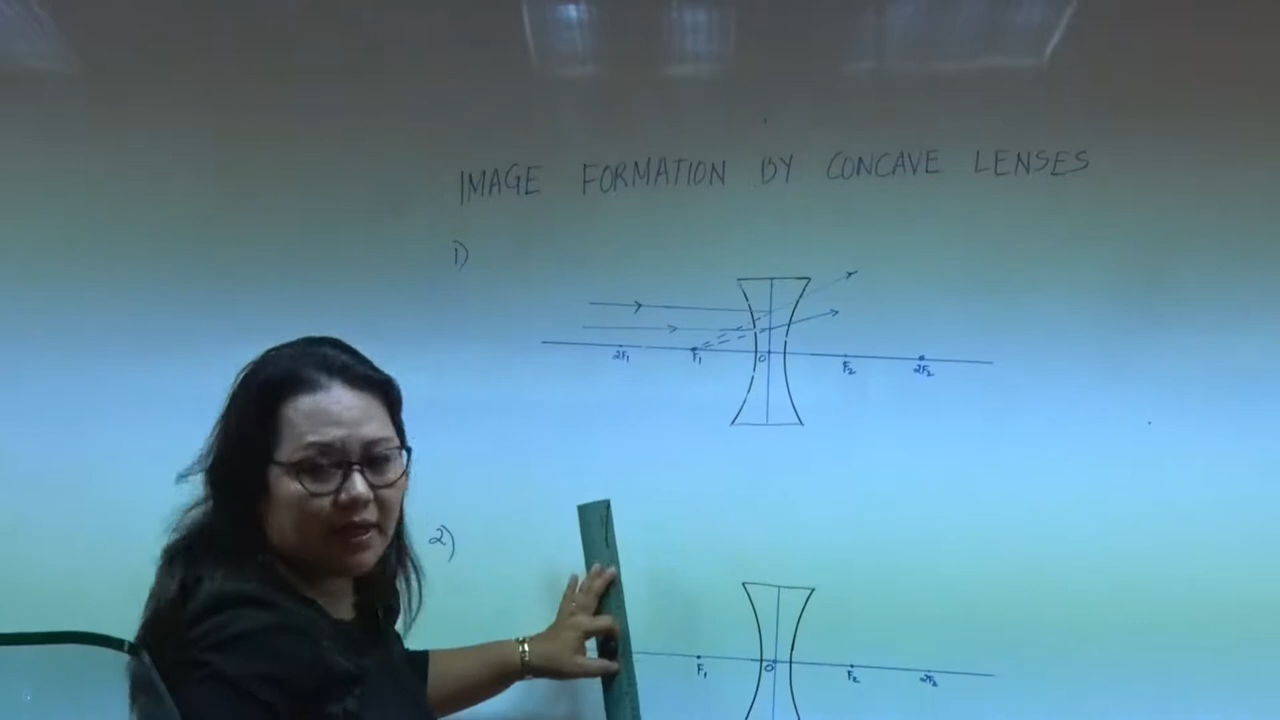 IMAGE FORMATION BY CONCAVE LENSES
1)
2F₁ F₁ O F₂ 2F₂
2)
F₁ O F₂ 2F₂